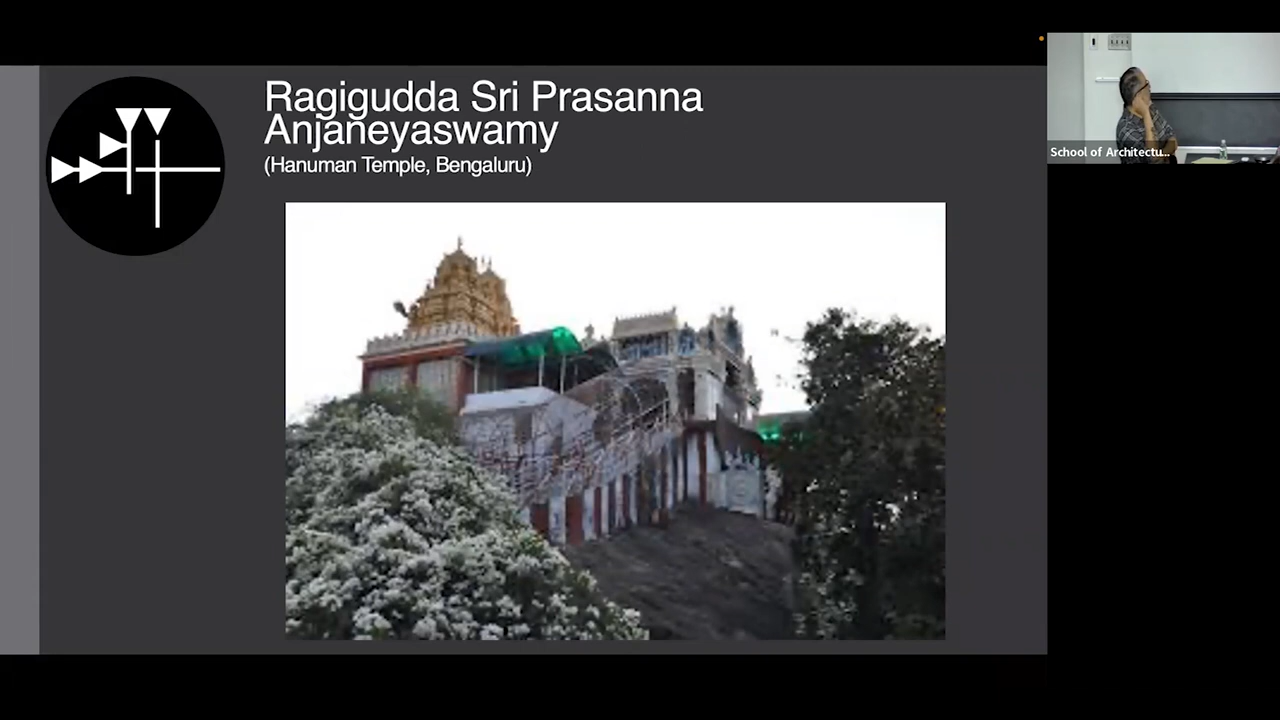 Ragigudda Sri Prasanna
Anjaneyaswamy
(Hanuman Temple, Bengaluru)
School of Architectu...